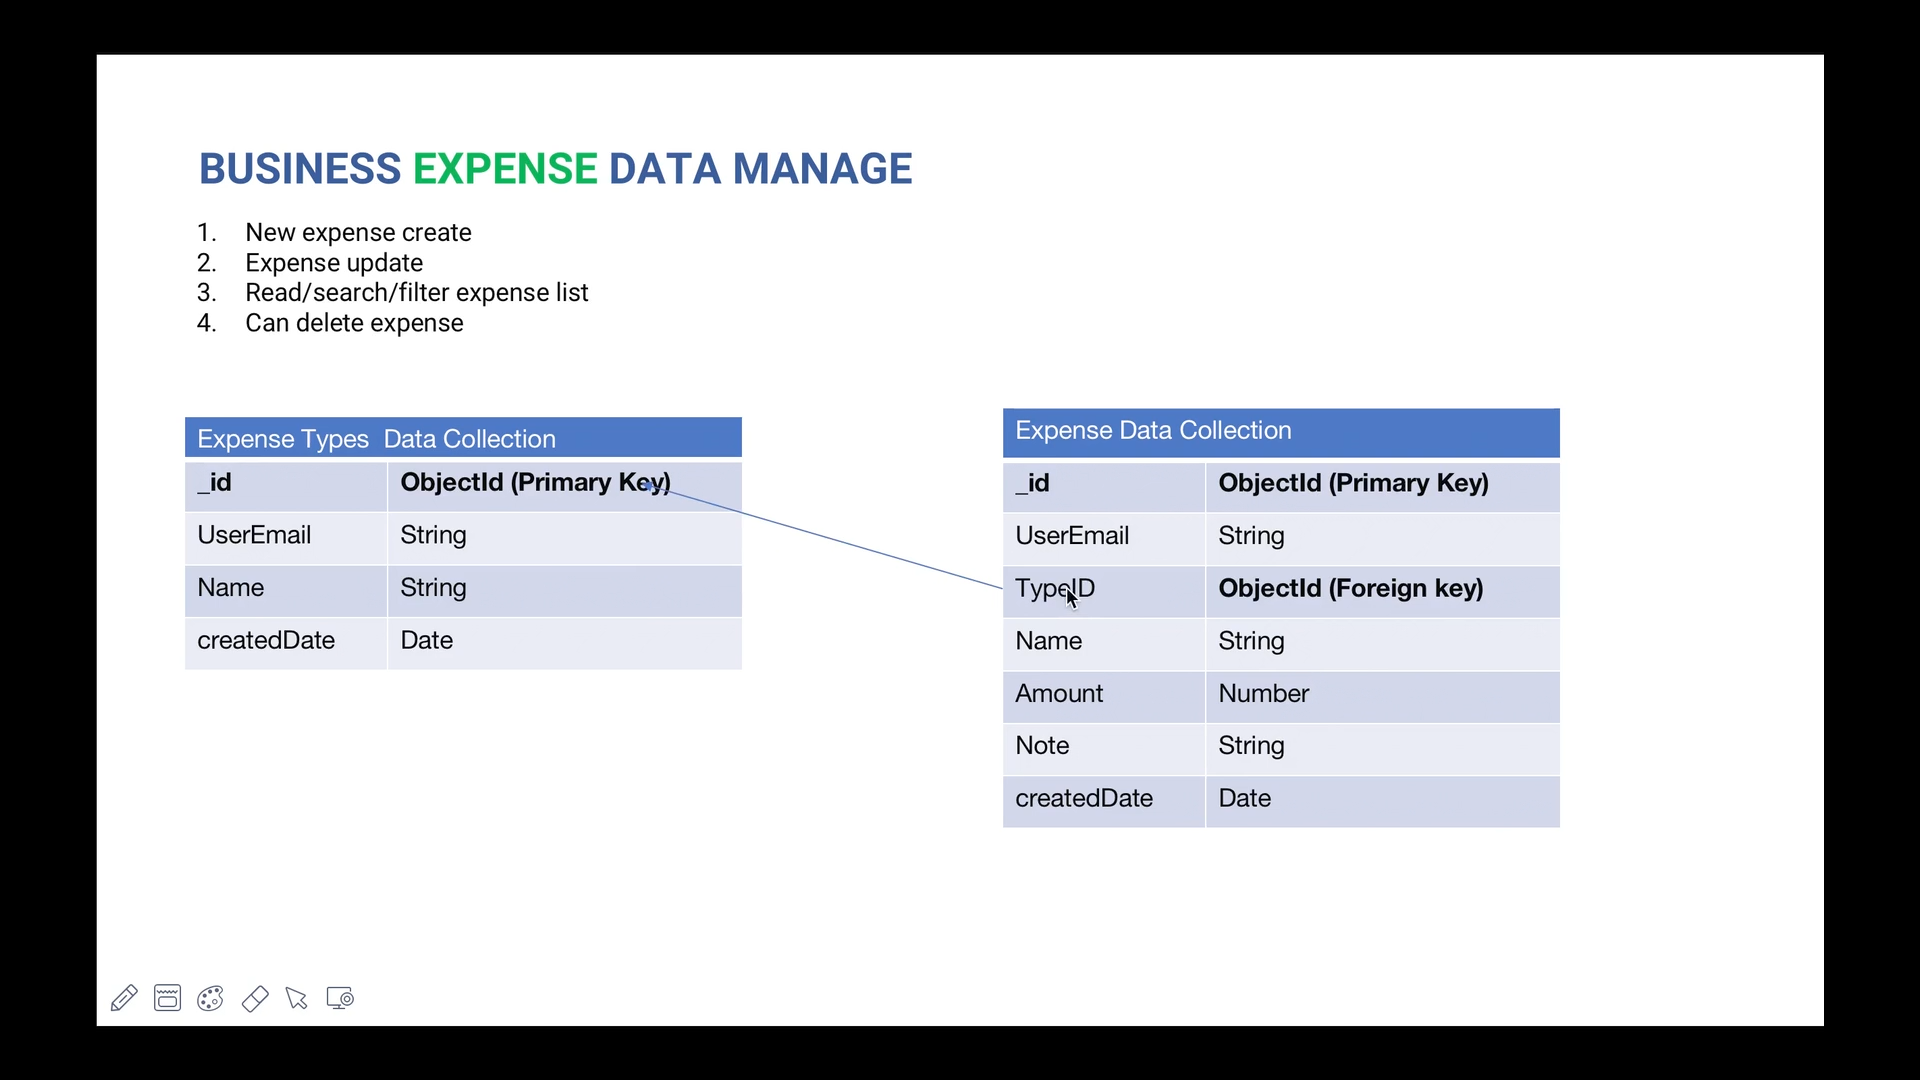 BUSINESS EXPENSE DATA MANAGE
1. New expense create
2. Expense update
3. Read/search/filter expense list
4. Can delete expense
Expense Types  Data Collection
_id ObjectId (Primary Key)
UserEmail String
Name String
createdDate Date
Expense Data Collection
_id ObjectId (Primary Key)
UserEmail String
TypeID ObjectId (Foreign key)
Name String
Amount Number
Note String
createdDate Date